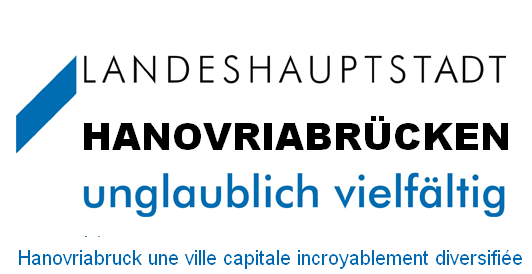 LANDESHAUPTSTADT
HANOVRIABRÜCKEN
unglaublich vielfältig
Hanovriabruck une ville capitale incroyablement diversifiée